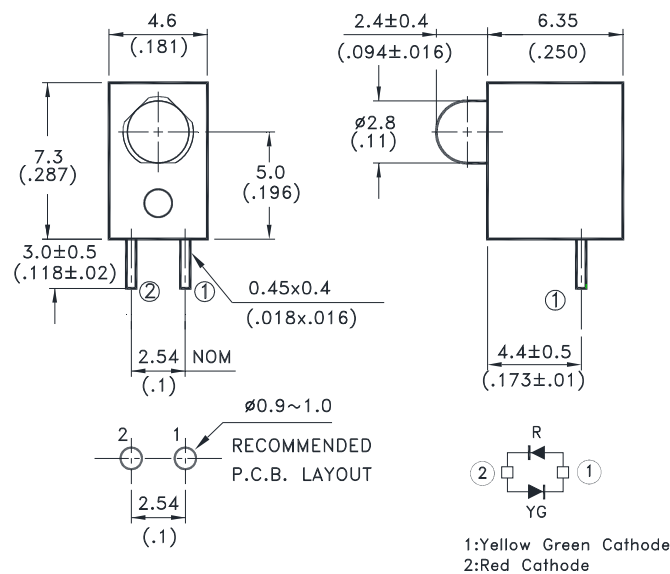 4.6
(.181)
2.4±0.4
(.094±.016)
6.35
(.250)
7.3
(.287)
5.0
(.196)
ø2.8
(.11)
3.0±0.5
(.118±.02)
② ①
0.45x0.4
(.018x.016)
2.54 NOM
(.1)
①
4.4±0.5
(.173±.01)
ø0.9~1.0
2 1
RECOMMENDED
P.C.B. LAYOUT
2.54
(.1)
R
② ①
YG
1:Yellow Green Cathode
2:Red Cathode